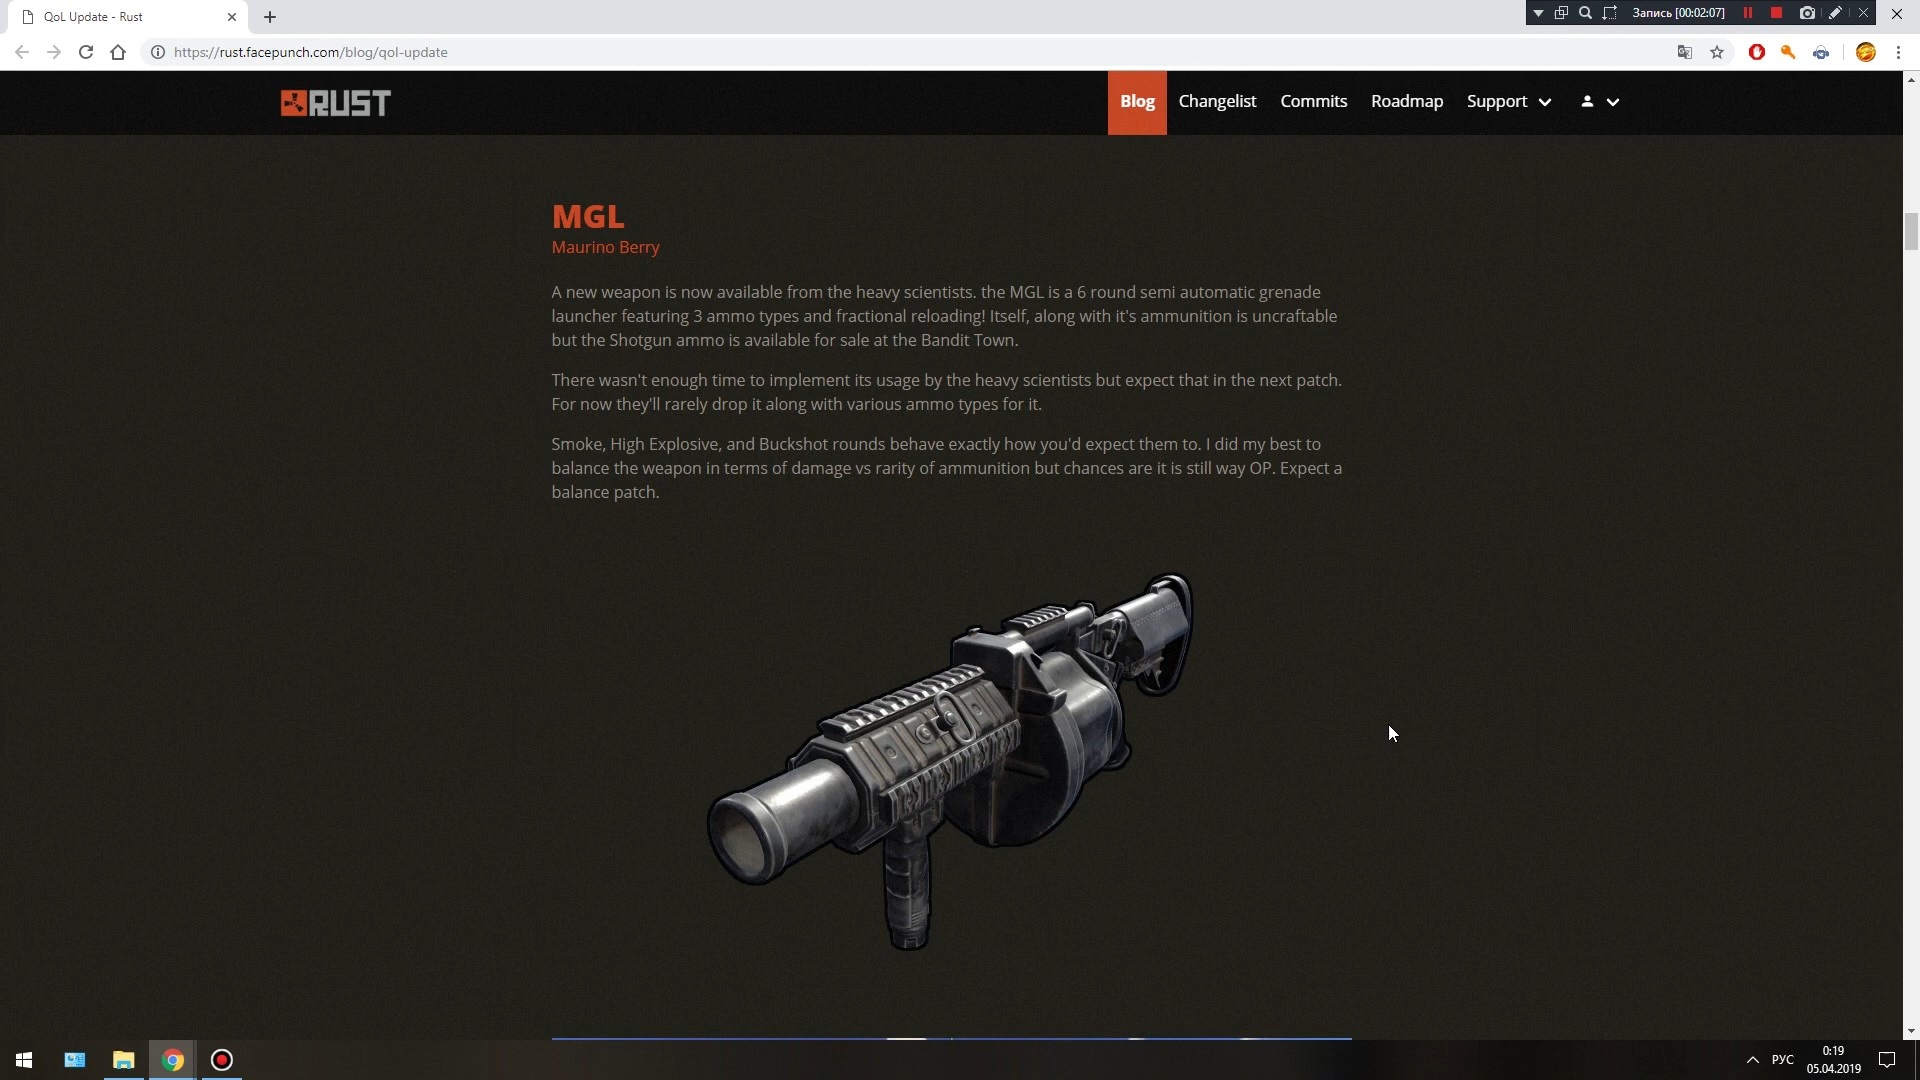 QoL Update - Rust
Запись [00:02:07]
https://rust.facepunch.com/blog/qol-update
RUST
Blog
Changelist
Commits
Roadmap
Support
MGL
Maurino Berry
A new weapon is now available from the heavy scientists. the MGL is a 6 round semi automatic grenade
launcher featuring 3 ammo types and fractional reloading! Itself, along with it's ammunition is uncraftable
but the Shotgun ammo is available for sale at the Bandit Town.
There wasn't enough time to implement its usage by the heavy scientists but expect that in the next patch.
For now they'll rarely drop it along with various ammo types for it.
Smoke, High Explosive, and Buckshot rounds behave exactly how you'd expect them to. I did my best to
balance the weapon in terms of damage vs rarity of ammunition but chances are it is still way OP. Expect a
balance patch.
РУС
0:19
05.04.2019